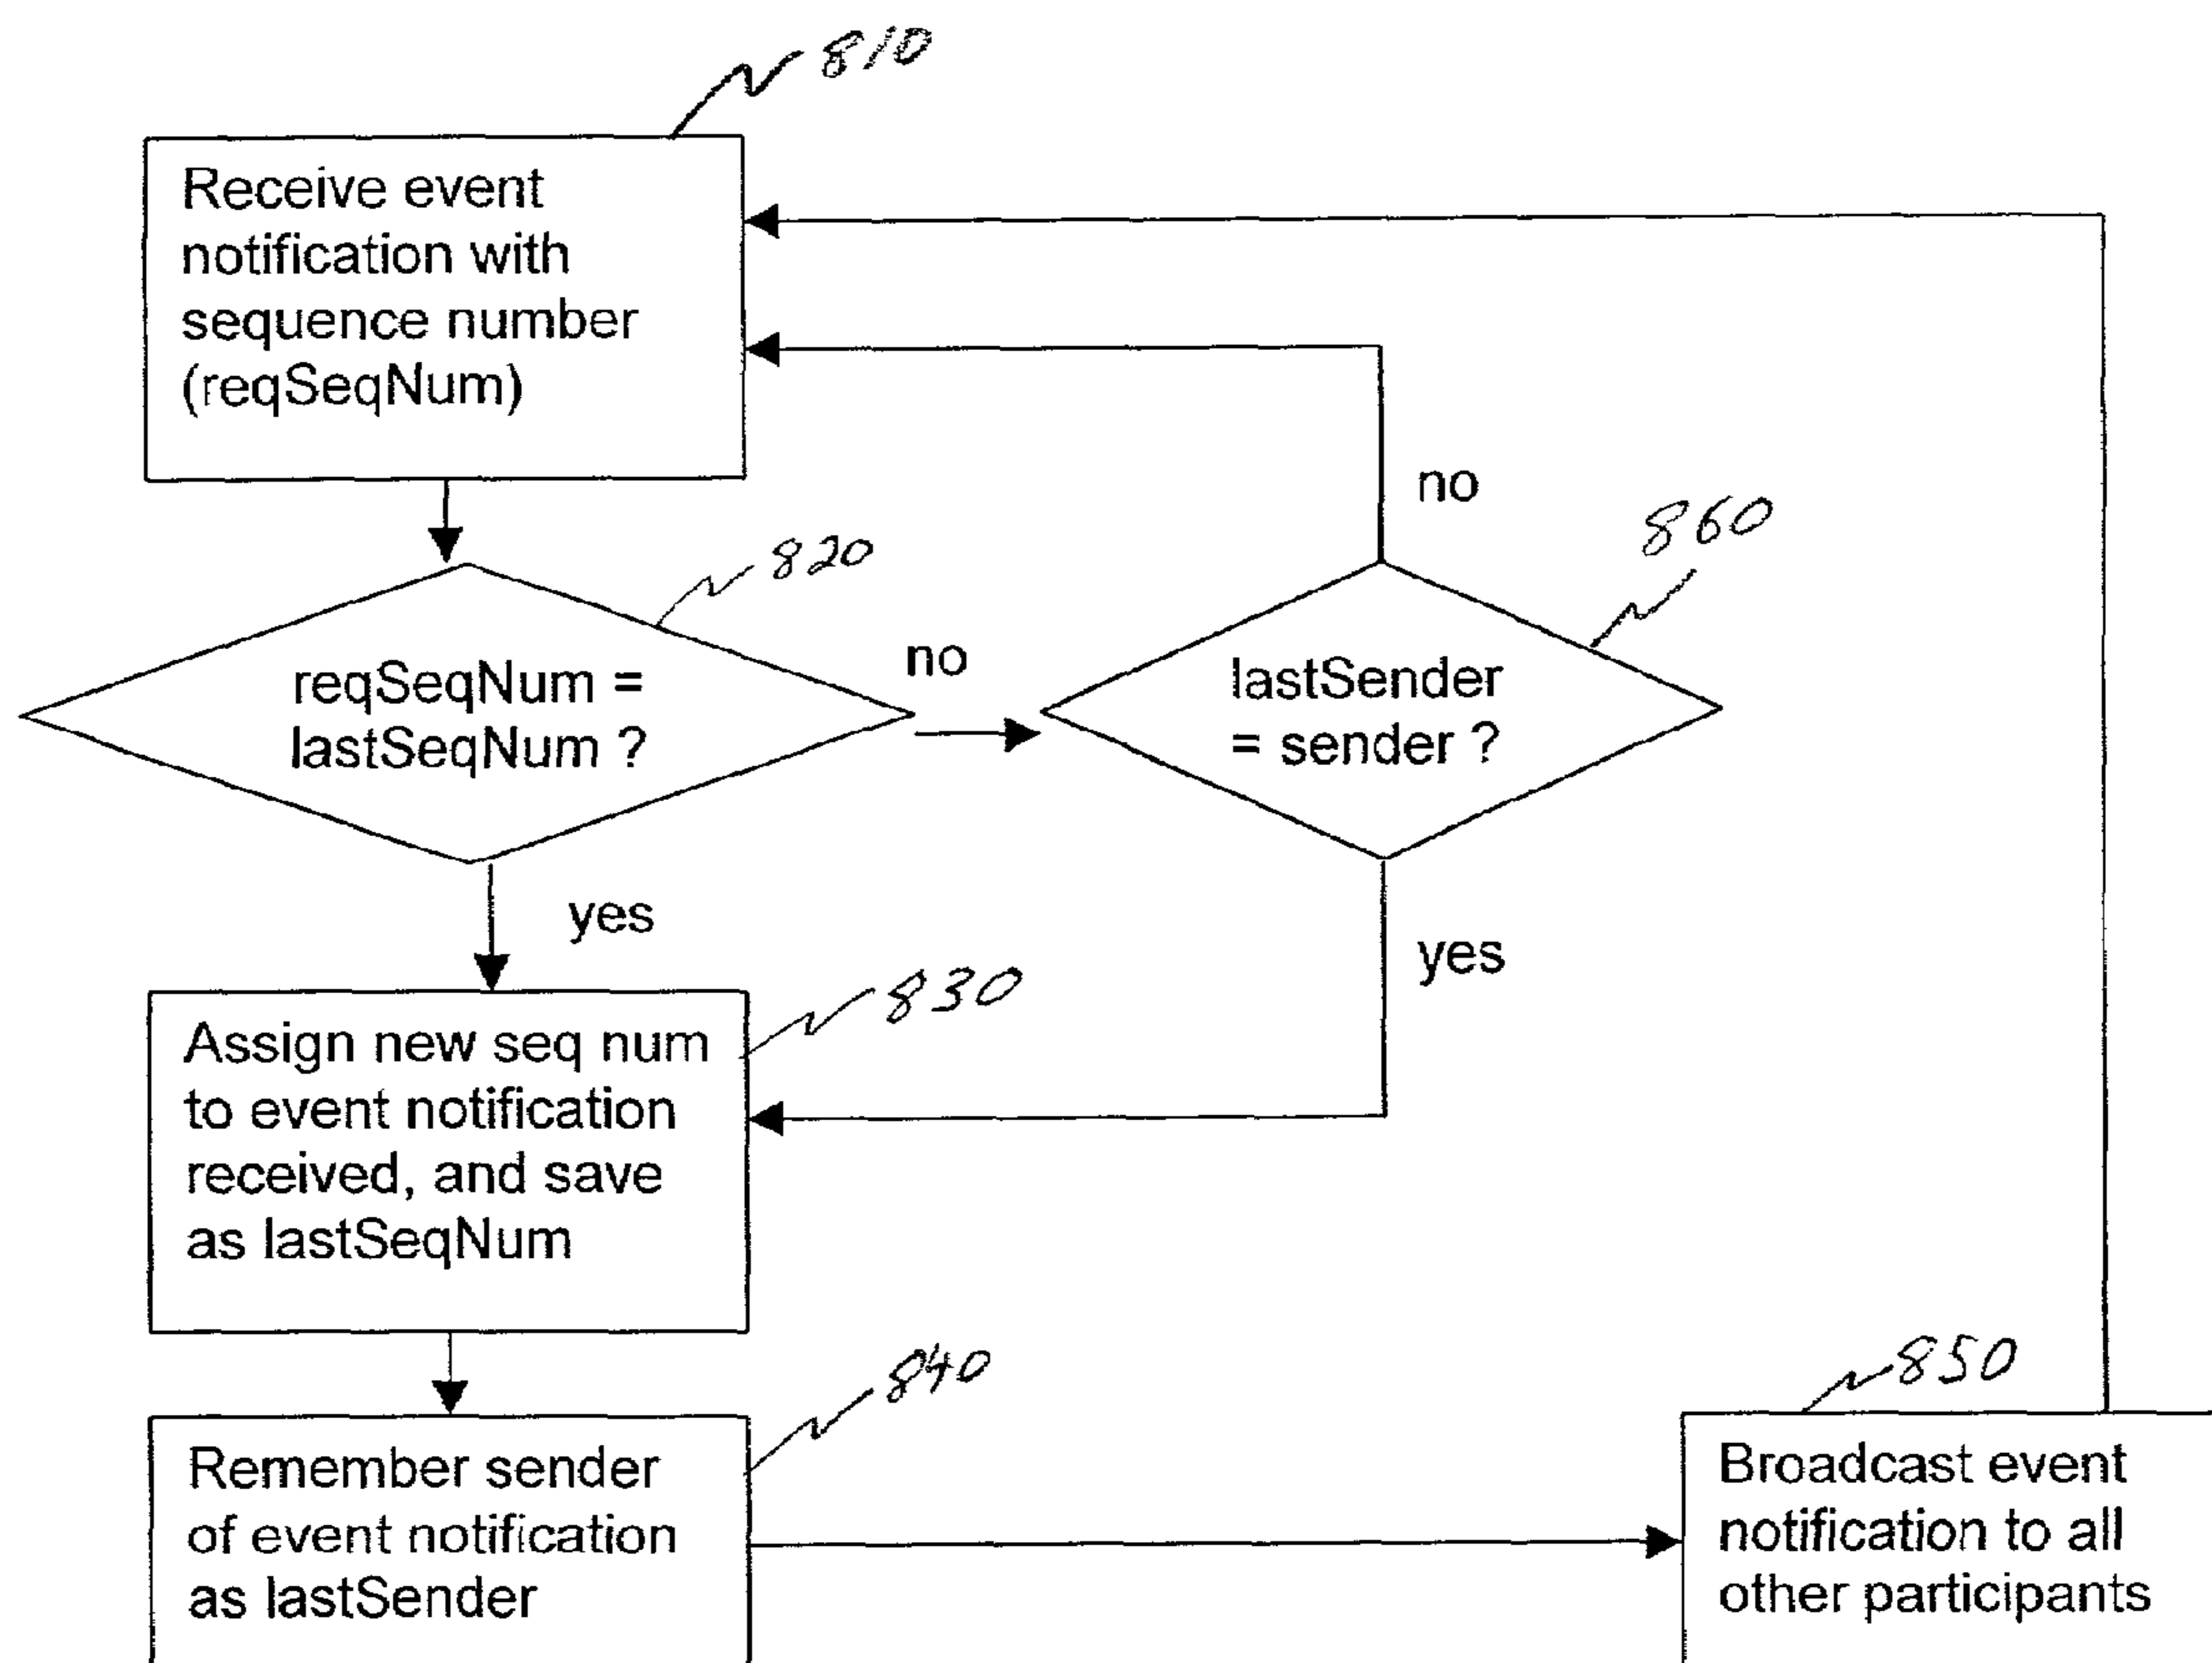 810
Receive event
notification with
sequence number
(reqSeqNum)
no
860
820
reqSeqNum =
lastSeqNum ?
no
lastSender
= sender ?
yes
yes
830
Assign new seq num
to event notification
received, and save
as lastSeqNum
840
Remember sender
of event notification
as lastSender
850
Broadcast event
notification to all
other participants